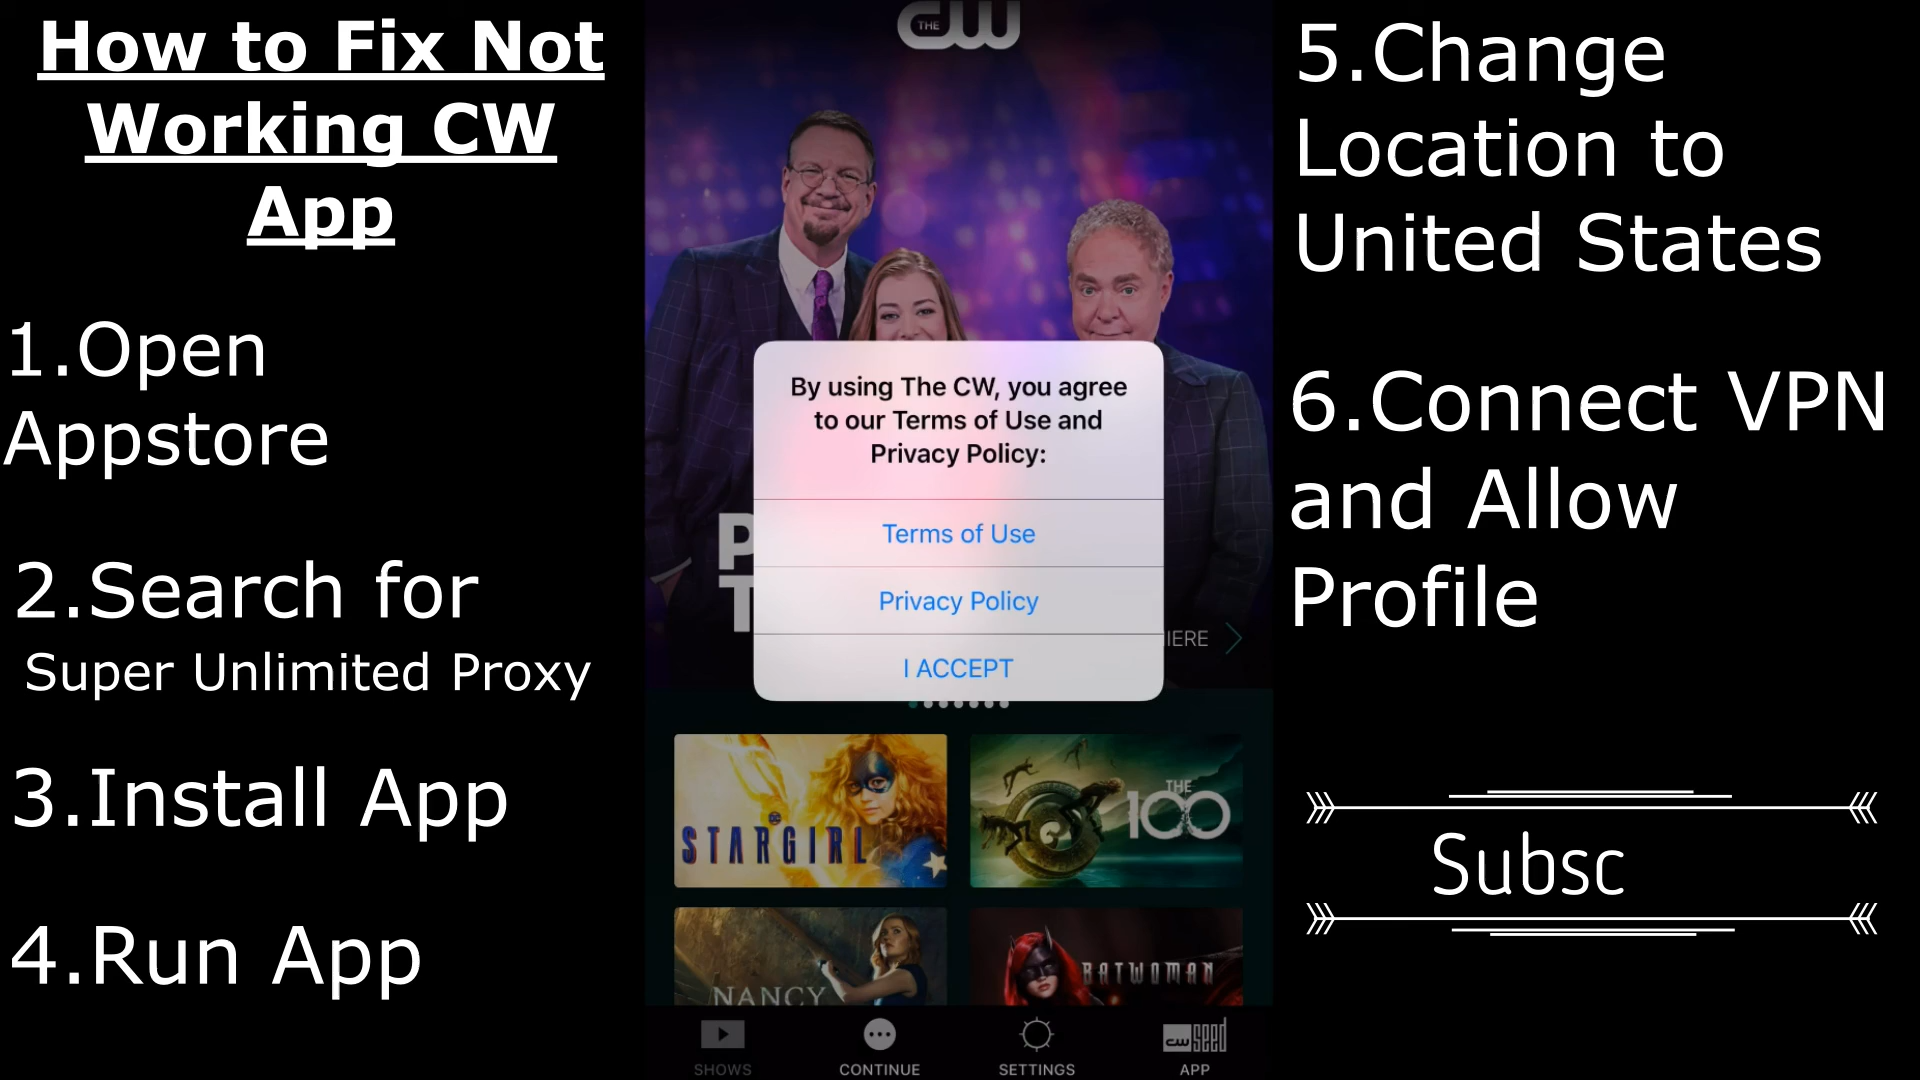 How to Fix Not
Working CW
App
1.Open
Appstore
2.Search for
Super Unlimited Proxy
3.Install App
4.Run App
THE
CW
By using The CW, you agree
to our Terms of Use and
Privacy Policy:
Terms of Use
Privacy Policy
I ACCEPT
P
T
IERE
DC
STARGIRL
THE
100
NANCY
BATWOMAN
SHOWS
CONTINUE
SETTINGS
CW seed
APP
5.Change
Location to
United States
6.Connect VPN
and Allow
Profile
Subsc